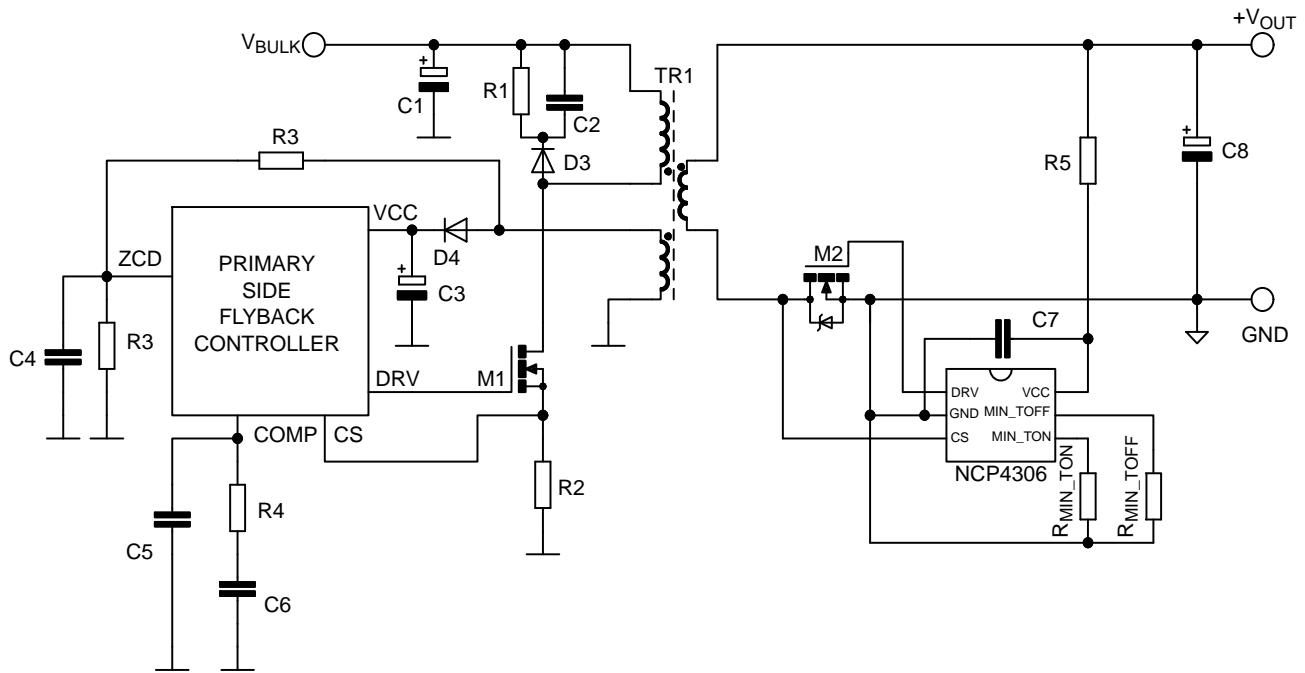 +VOUT
VBULK
TR1
C1
R1
C2
R3
D3
R5
C8
VCC
D4
ZCD
PRIMARY
SIDE
FLYBACK
CONTROLLER
C3
M2
C7
GND
C4
R3
DRV
M1
DRV
VCC
GND
MIN_TOFF
CS
MIN_TON
NCP4306
COMP
CS
R2
RMIN_TON
RMIN_TOFF
R4
C5
C6